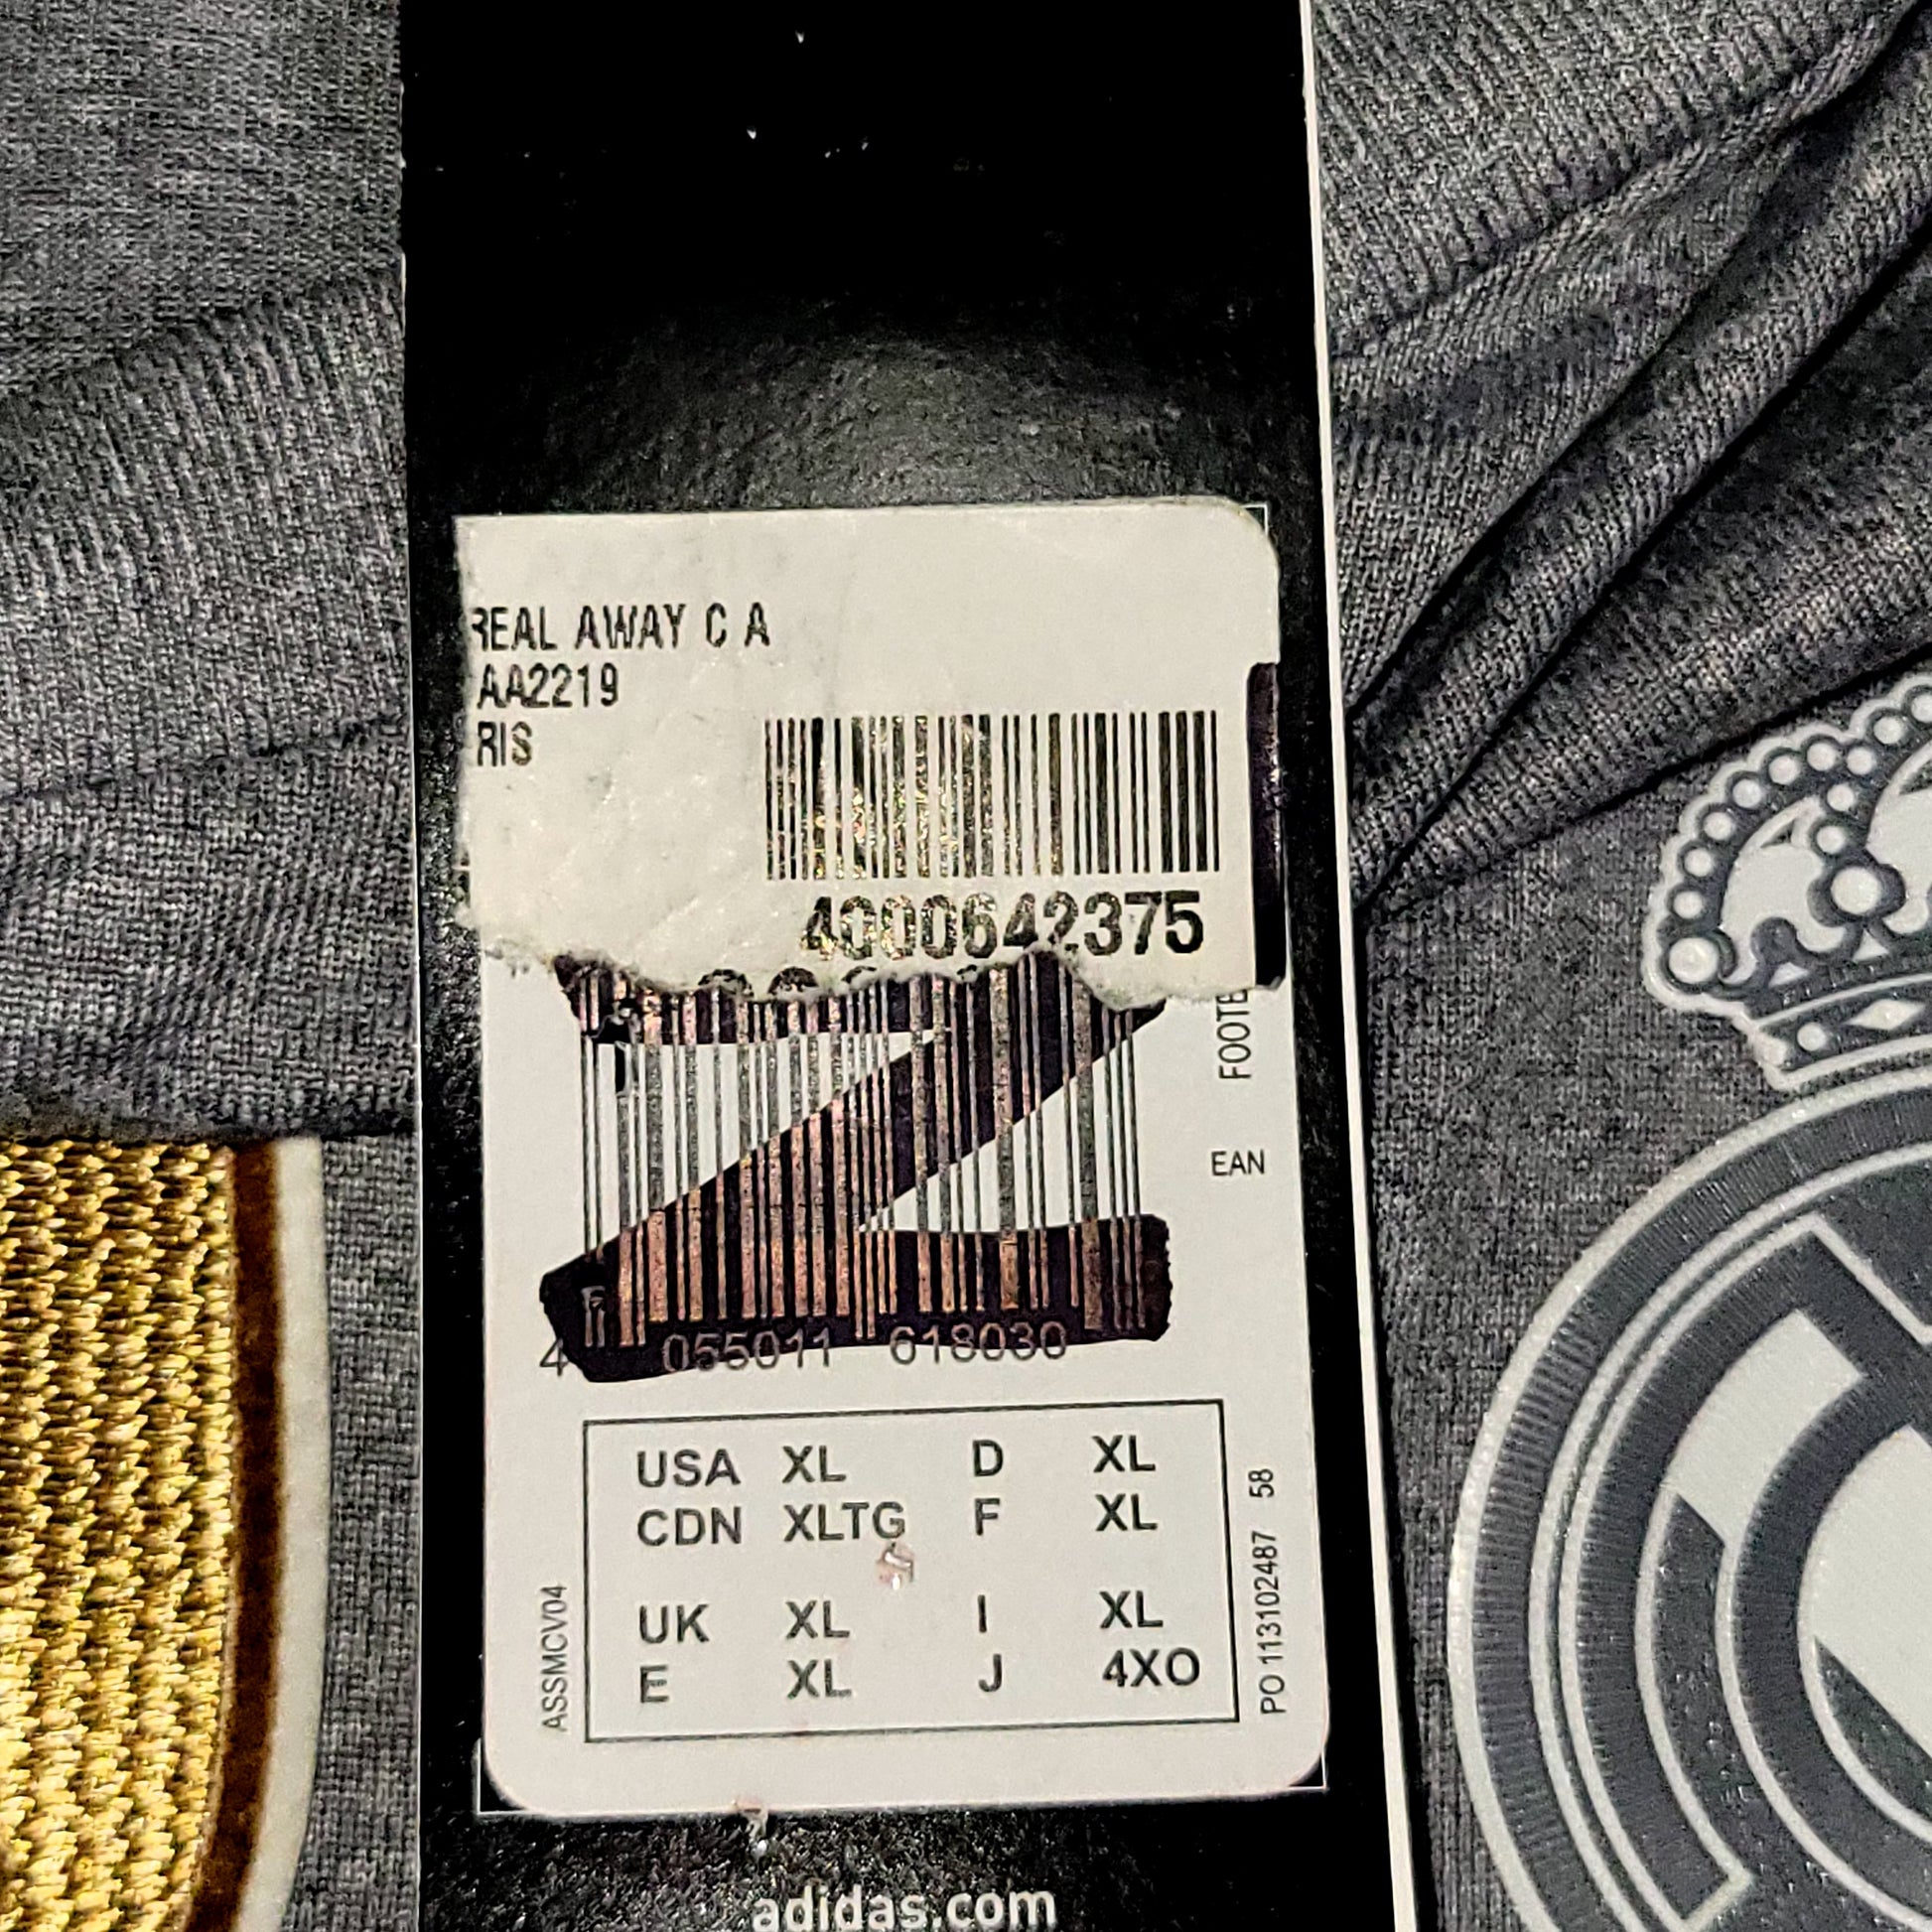 REAL AWAY C A
AA2219
RIS
4000642375
EAN
4 055011 618030
USA XL D XL
CDN XLTG F XL
UK XL I XL
E XL J 4XO
ASSMCV04
PO 113102487 58
adidas.com